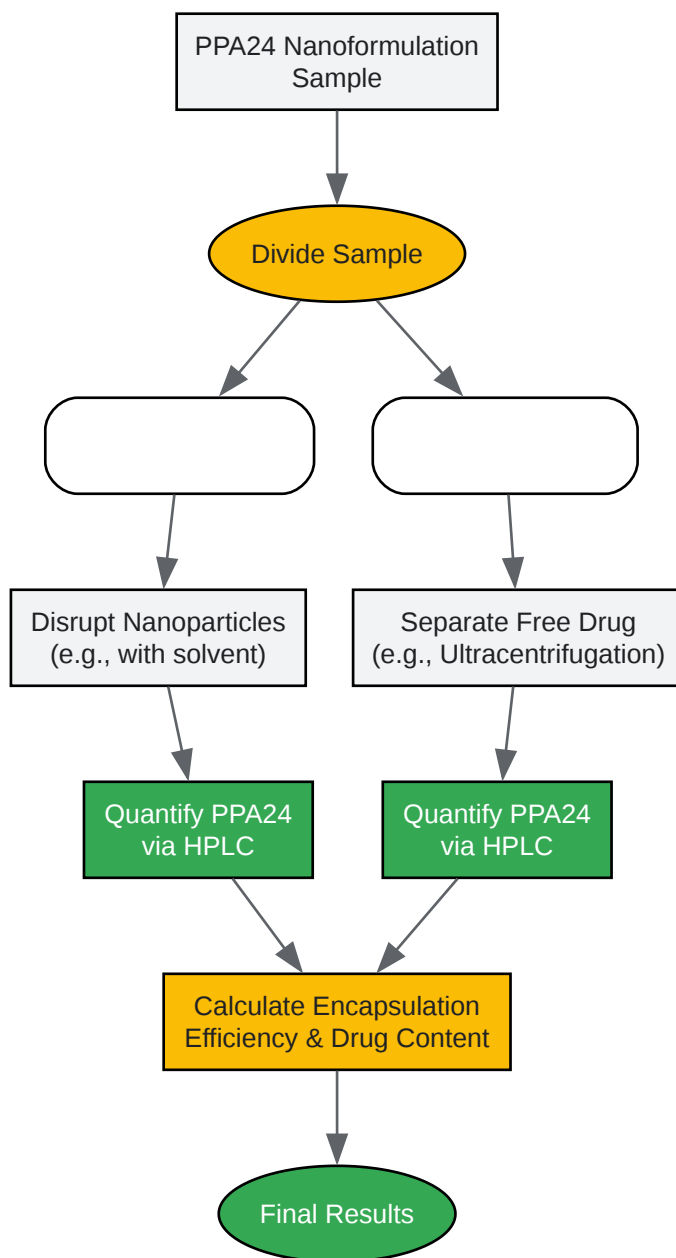 PPA24 Nanoformulation
Sample
Divide Sample
Disrupt Nanoparticles
(e.g., with solvent)
Separate Free Drug
(e.g., Ultracentrifugation)
Quantify PPA24
via HPLC
Quantify PPA24
via HPLC
Calculate Encapsulation
Efficiency & Drug Content
Final Results